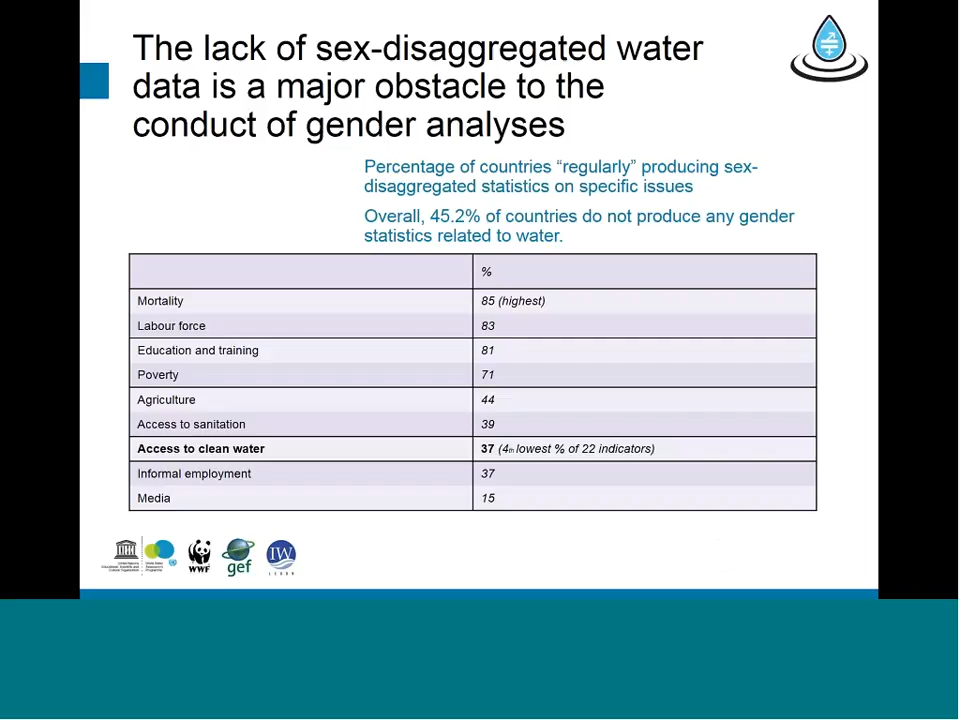 The lack of sex-disaggregated water
data is a major obstacle to the
conduct of gender analyses
Percentage of countries “regularly” producing sex-
disaggregated statistics on specific issues
Overall, 45.2% of countries do not produce any gender
statistics related to water.
%
Mortality 85 (highest)
Labour force 83
Education and training 81
Poverty 71
Agriculture 44
Access to sanitation 39
Access to clean water 37 (4th lowest % of 22 indicators)
Informal employment 37
Media 15
WWF
gef
IW
LEARN